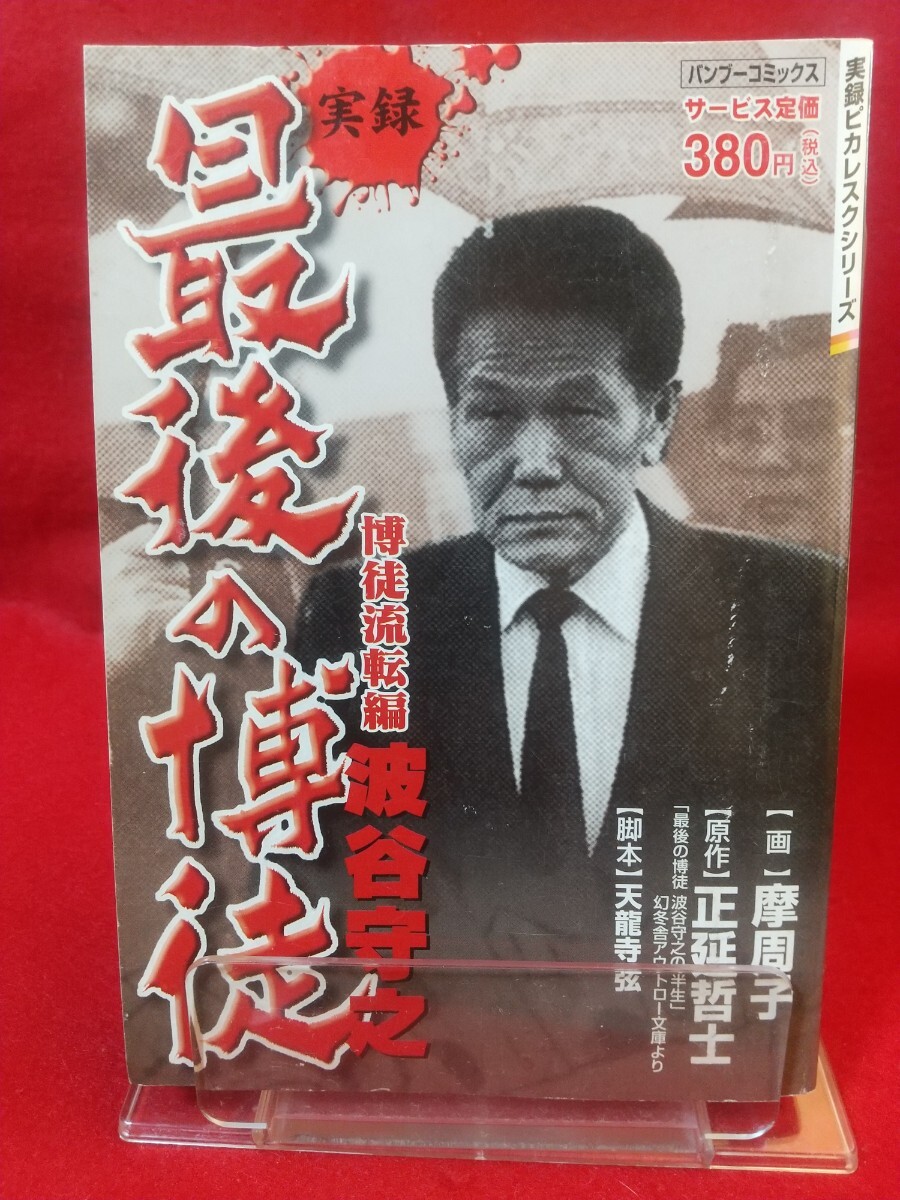 実録
最後の博徒
博徒流転編
波谷守之
バンブーコミックス
サービス定価
380円(税込)
実録ピカレスクシリーズ
【画】摩周子
【原作】正延哲士
「最後の博徒 波谷守之の半生」
幻冬舎アウトロー文庫より
【脚本】天龍寺弦